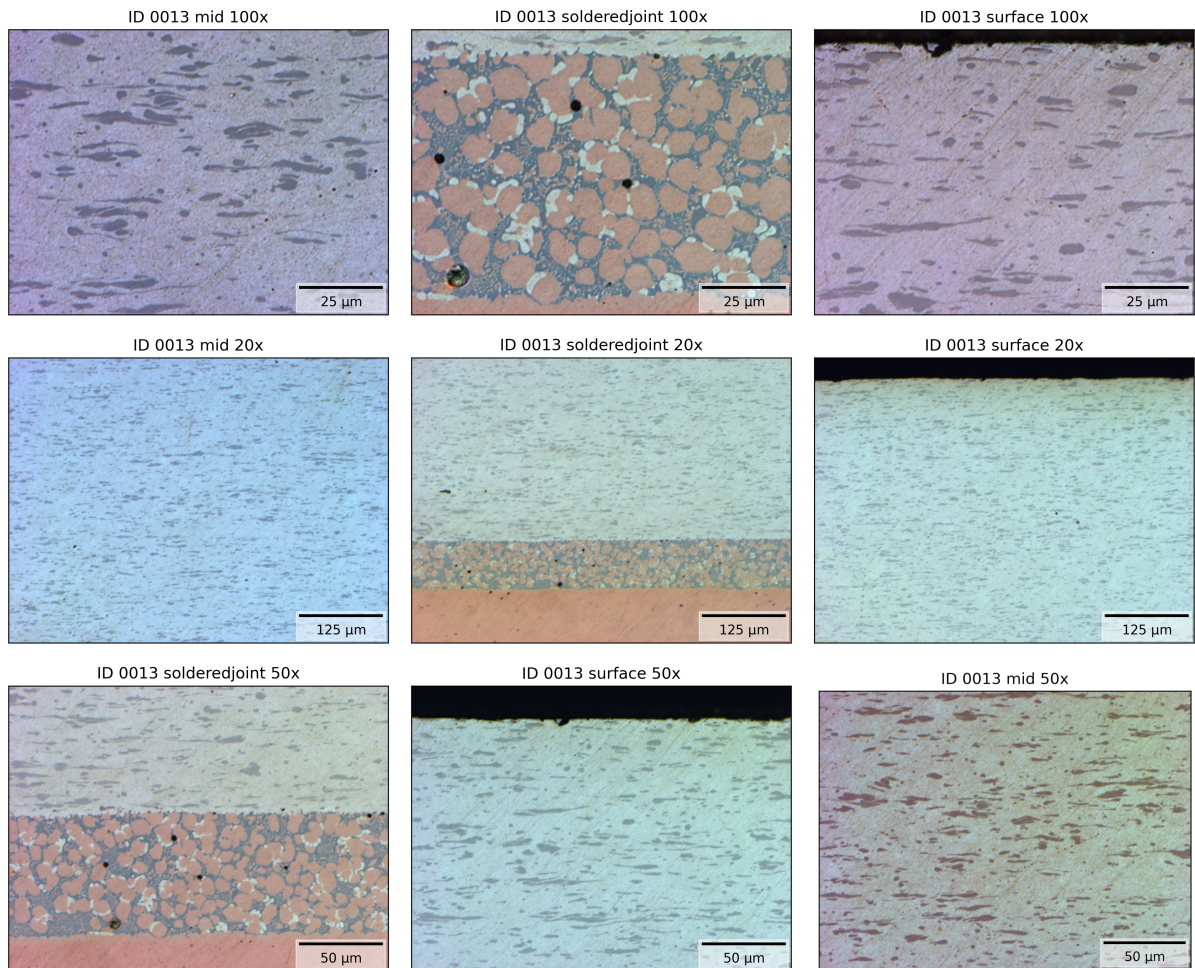 ID 0013 mid 100x
ID 0013 solderedjoint 100x
ID 0013 surface 100x
25 µm
25 µm
25 µm
ID 0013 mid 20x
ID 0013 solderedjoint 20x
ID 0013 surface 20x
125 µm
125 µm
125 µm
ID 0013 solderedjoint 50x
ID 0013 surface 50x
ID 0013 mid 50x
50 µm
50 µm
50 µm